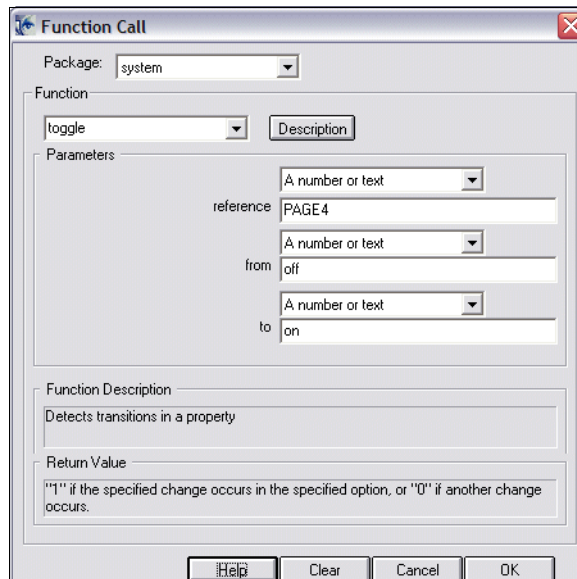 Function Call
Package: system
Function
toggle Description
Parameters
A number or text
reference PAGE4
A number or text
from off
A number or text
to on
Function Description
Detects transitions in a property
Return Value
"1" if the specified change occurs in the specified option, or "0" if another change
occurs.
Help Clear Cancel OK